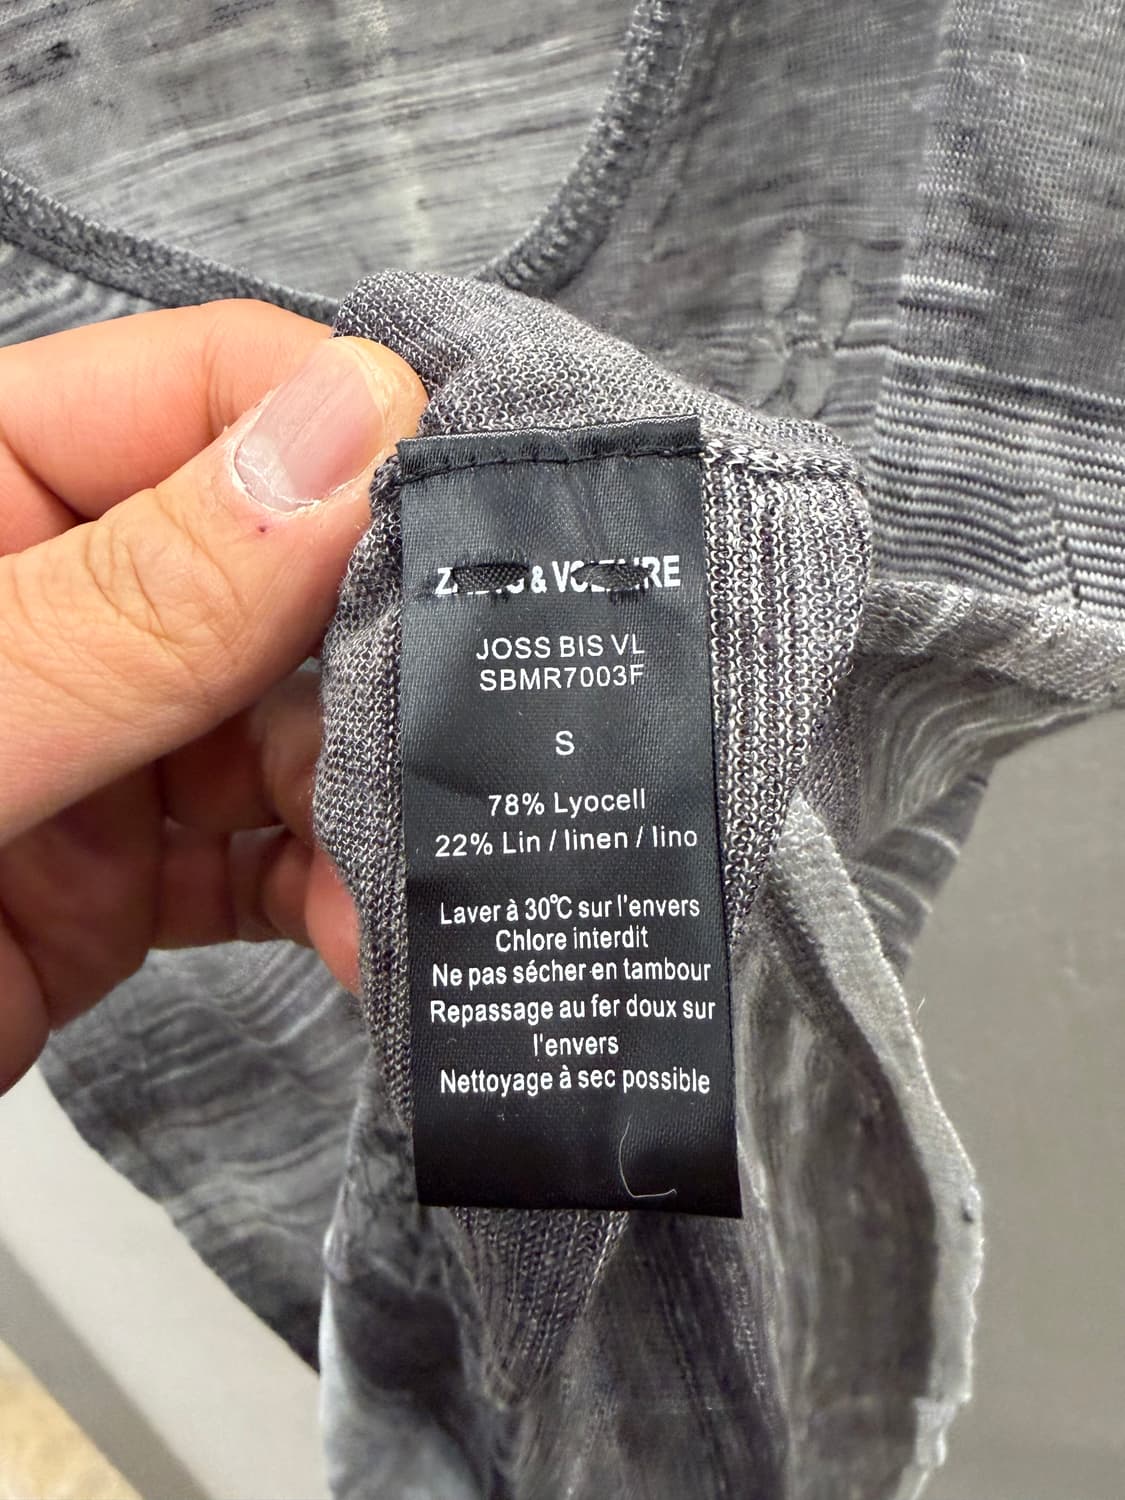 & 
JOSS BIS VL
SBMR7003F
S
78% Lyocell
22% Lin / linen / lino
Laver à 30°C sur l'envers
Chlore interdit
Ne pas sécher en tambour
Repassage au fer doux sur
l'envers
Nettoyage à sec possible